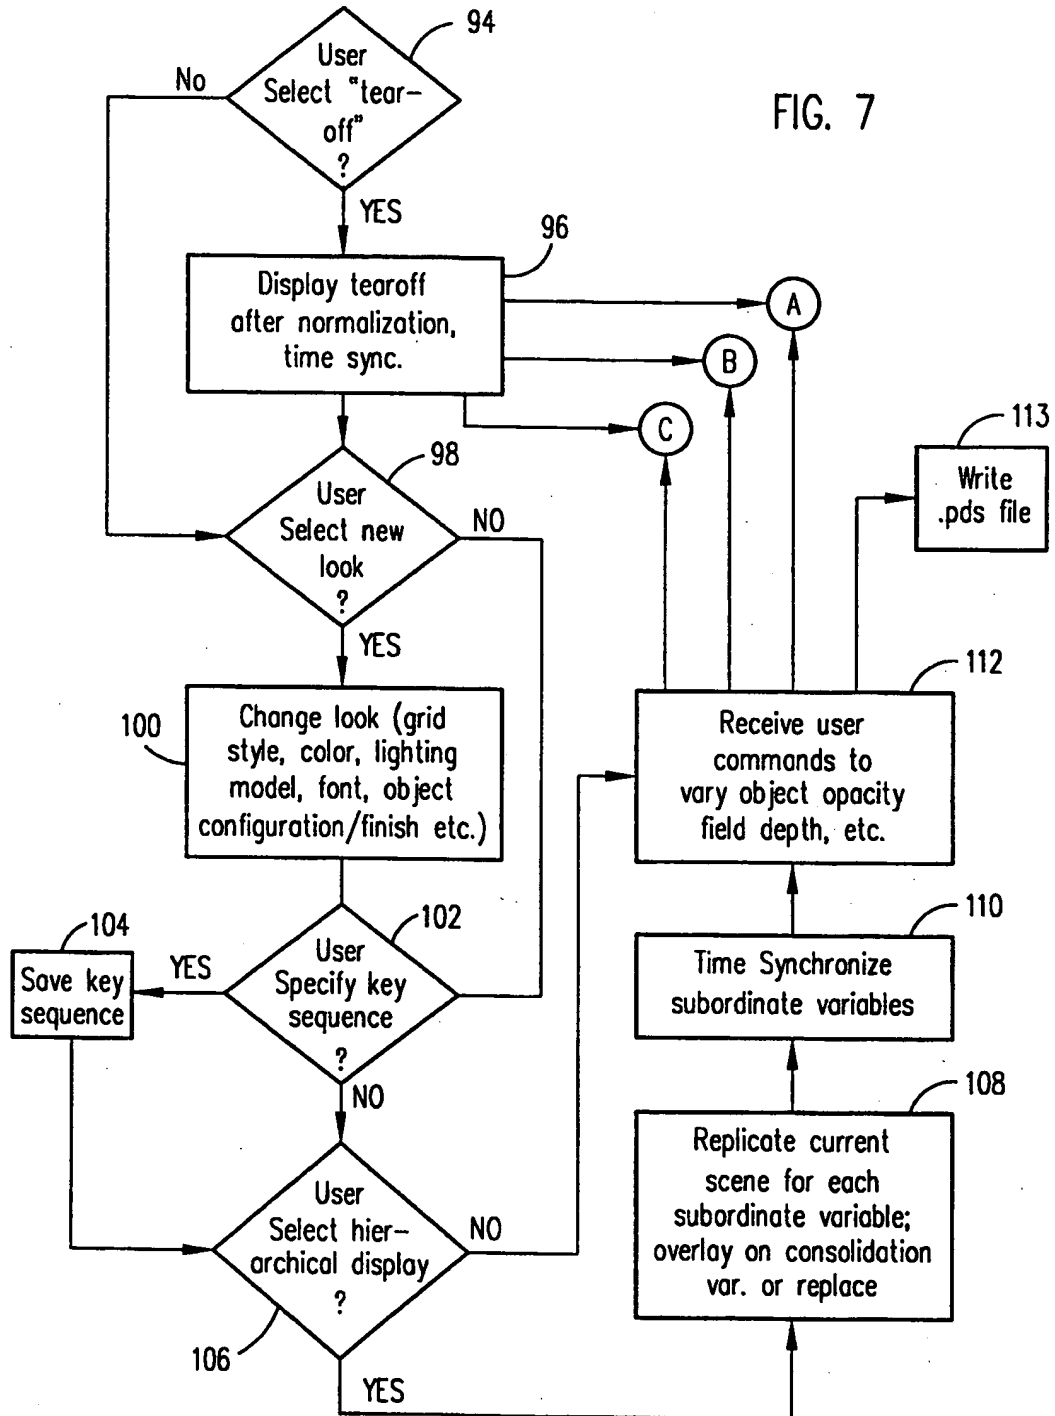 94
User
Select "tear-
off"
?
No
YES
FIG. 7
96
Display tearoff
after normalization,
time sync.
A
B
C
98
User
Select new
look
?
NO
YES
113
Write
.pds file
100
Change look (grid
style, color, lighting
model, font, object
configuration/finish etc.)
112
Receive user
commands to
vary object opacity
field depth, etc.
102
User
Specify key
sequence
?
YES
NO
104
Save key
sequence
110
Time Synchronize
subordinate variables
106
User
Select hier-
archical display
?
NO
YES
108
Replicate current
scene for each
subordinate variable;
overlay on consolidation
var. or replace